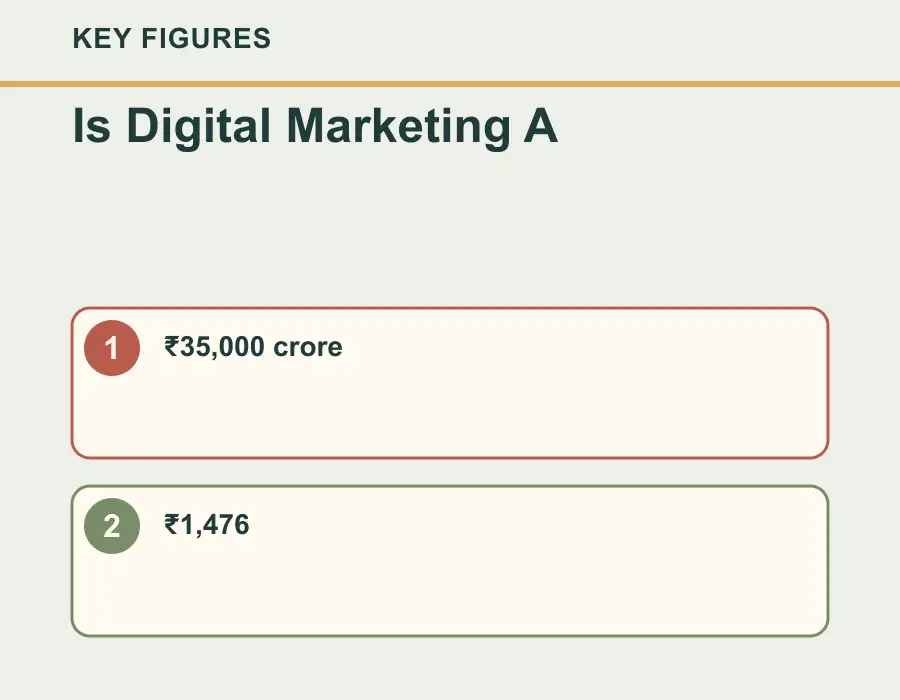 KEY FIGURES
Is Digital Marketing A
1
₹35,000 crore
2
₹1,476